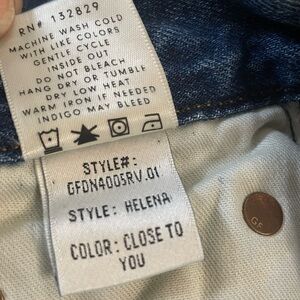 RN# 132829
MACHINE WASH COLD
WITH LIKE COLORS
GENTLE CYCLE
INSIDE OUT
DO NOT BLEACH
HANG DRY OR TUMBLE
DRY LOW HEAT
WARM IRON IF NEEDED
INDIGO MAY BLEED
STYLE#:
GFDN4005RV.01
STYLE: HELENA
COLOR: CLOSE TO
YOU